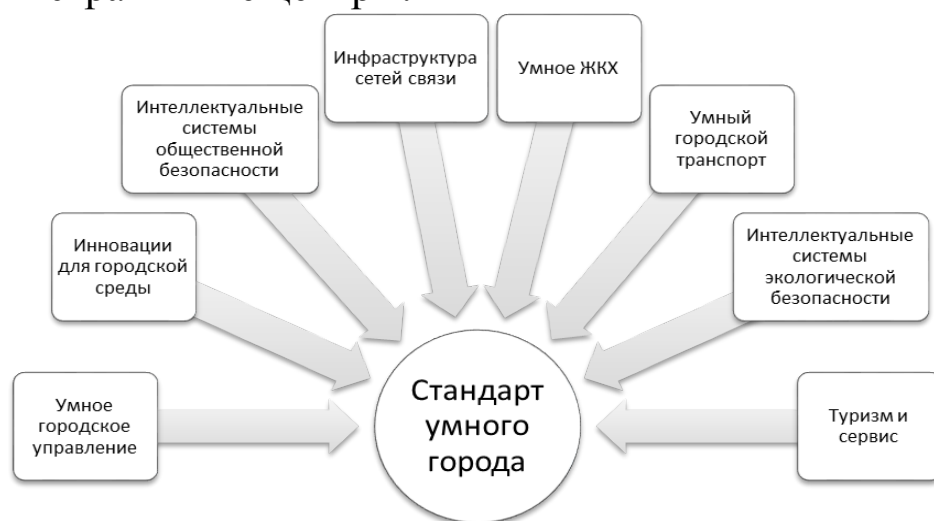 Инфраструктура
сетей связи
Умное ЖКХ
Интеллектуальные
системы
общественной
безопасности
Умный
городской
транспорт
Инновации
для городской
среды
Интеллектуальные
системы
экологической
безопасности
Умное
городское
управление
Стандарт
умного
города
Туризм и
сервис